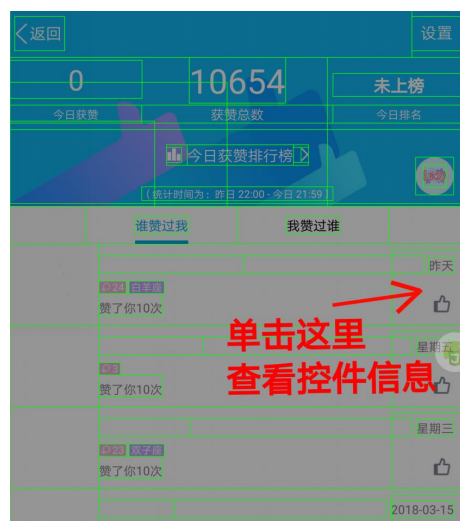 返回 设置
0 10654 未上榜
今日获赞 获赞总数 今日排名
今日获赞排行榜
(统计时间为：昨日 22:00 - 今日 21:59)
谁赞过我 我赞过谁
昨天
24 白羊座
赞了你10次
单击这里
星期五
查看控件信息
3
赞了你10次
星期三
23 双子座
赞了你10次
2018-03-15